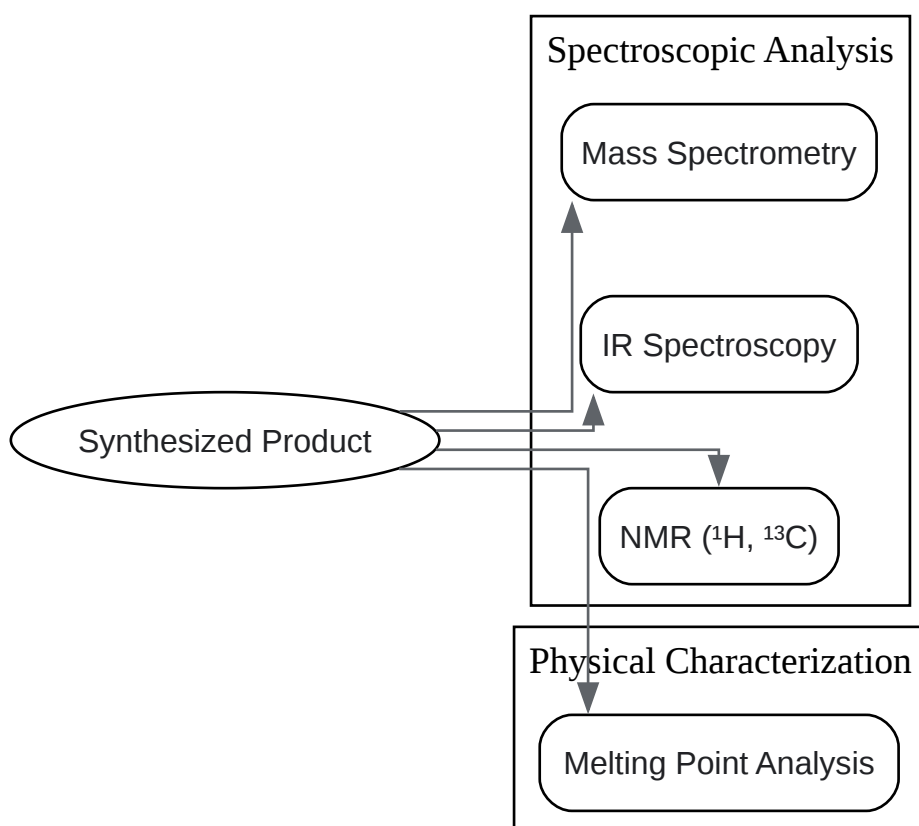 Spectroscopic Analysis
Mass Spectrometry
IR Spectroscopy
Synthesized Product
NMR (¹H, ¹³C)
Physical Characterization
Melting Point Analysis